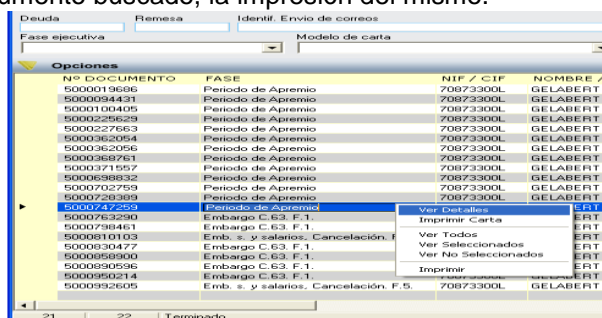 umento buscado, la impresión del mismo.
Deuda Remesa Identif. Envio de correos
Fase ejecutiva Modelo de carta
Opciones
Nº DOCUMENTO FASE NIF / CIF NOMBRE /
5000019686 Periodo de Apremio 70873300L GELABERT
5000094431 Periodo de Apremio 70873300L GELABERT
5000100405 Periodo de Apremio 70873300L GELABERT
5000225629 Periodo de Apremio 70873300L GELABERT
5000227663 Periodo de Apremio 70873300L GELABERT
5000362054 Periodo de Apremio 70873300L GELABERT
5000362056 Periodo de Apremio 70873300L GELABERT
5000368761 Periodo de Apremio 70873300L GELABERT
5000371557 Periodo de Apremio 70873300L GELABERT
5000698832 Periodo de Apremio 70873300L GELABERT
5000702759 Periodo de Apremio 70873300L GELABERT
5000728389 Periodo de Apremio 70873300L GELABERT
5000747259 Periodo de Apremio Ver Detalles ERT
5000763290 Embargo C.63. F.1. Imprimir Carta ERT
5000798461 Embargo C.63. F.1. Ver Todos ERT
5000810103 Emb. s. y salarios, Cancelación. F Ver Seleccionados ERT
5000830477 Embargo C.63. F.1. Ver No Seleccionados ERT
5000858900 Embargo C.63. F.1. ERT
5000890596 Embargo C.63. F.1. Imprimir ERT
5000950214 Embargo C.63. F.1. 70873300L GELABERT
5000992605 Emb. s. y salarios, Cancelación. F.5. 70873300L GELABERT
21 22 Terminado